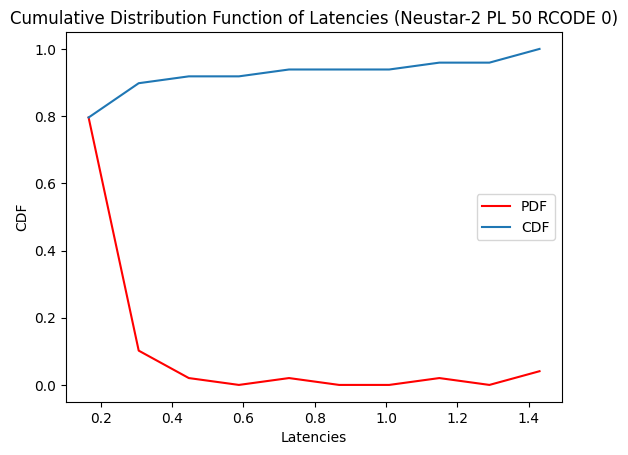 Cumulative Distribution Function of Latencies (Neustar-2 PL 50 RCODE 0)
1.0
0.8
0.6
0.4
0.2
0.0
CDF
PDF
CDF
0.2 0.4 0.6 0.8 1.0 1.2 1.4
Latencies